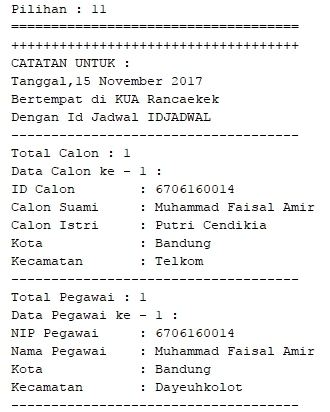 Pilihan : 11
====================================
++++++++++++++++++++++++++++++++++++
CATATAN UNTUK :
Tanggal,15 November 2017
Bertempat di KUA Rancaekek
Dengan Id Jadwal IDJADWAL
------------------------------------
Total Calon : 1
Data Calon ke - 1 :
ID Calon        : 6706160014
Calon Suami     : Muhammad Faisal Amir
Calon Istri     : Putri Cendikia
Kota            : Bandung
Kecamatan       : Telkom
------------------------------------
Total Pegawai : 1
Data Pegawai ke - 1 :
NIP Pegawai     : 6706160014
Nama Pegawai    : Muhammad Faisal Amir
Kota            : Bandung
Kecamatan       : Dayeuhkolot
------------------------------------